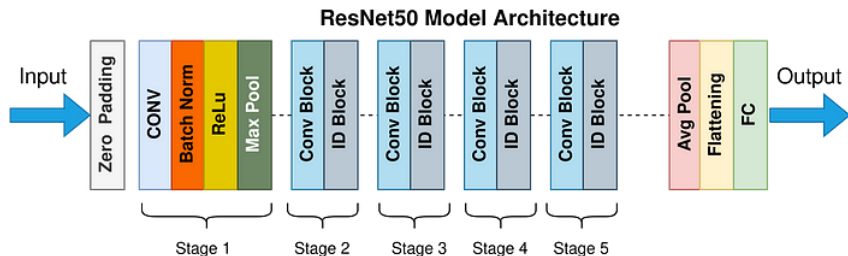 ResNet50 Model Architecture
Input
Zero Padding
CONV
Batch Norm
ReLu
Max Pool
Conv Block
ID Block
Conv Block
ID Block
Conv Block
ID Block
Conv Block
ID Block
Avg Pool
Flattening
FC
Output
Stage 1
Stage 2
Stage 3
Stage 4
Stage 5